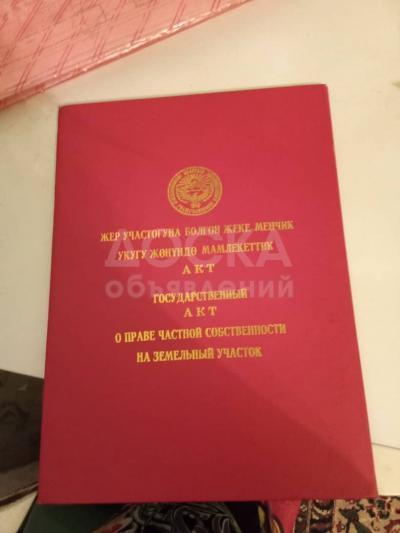 ЖЕР УЧАСТОГУНА БОЛГОН ЖЕКЕ МЕНЧИК
УКУГУ ЖӨНҮНДӨ МАМЛЕКЕТТИК
АКТ
ГОСУДАРСТВЕННЫЙ
АКТ
О ПРАВЕ ЧАСТНОЙ СОБСТВЕННОСТИ
НА ЗЕМЕЛЬНЫЙ УЧАСТОК
ДОСКА
объявлений